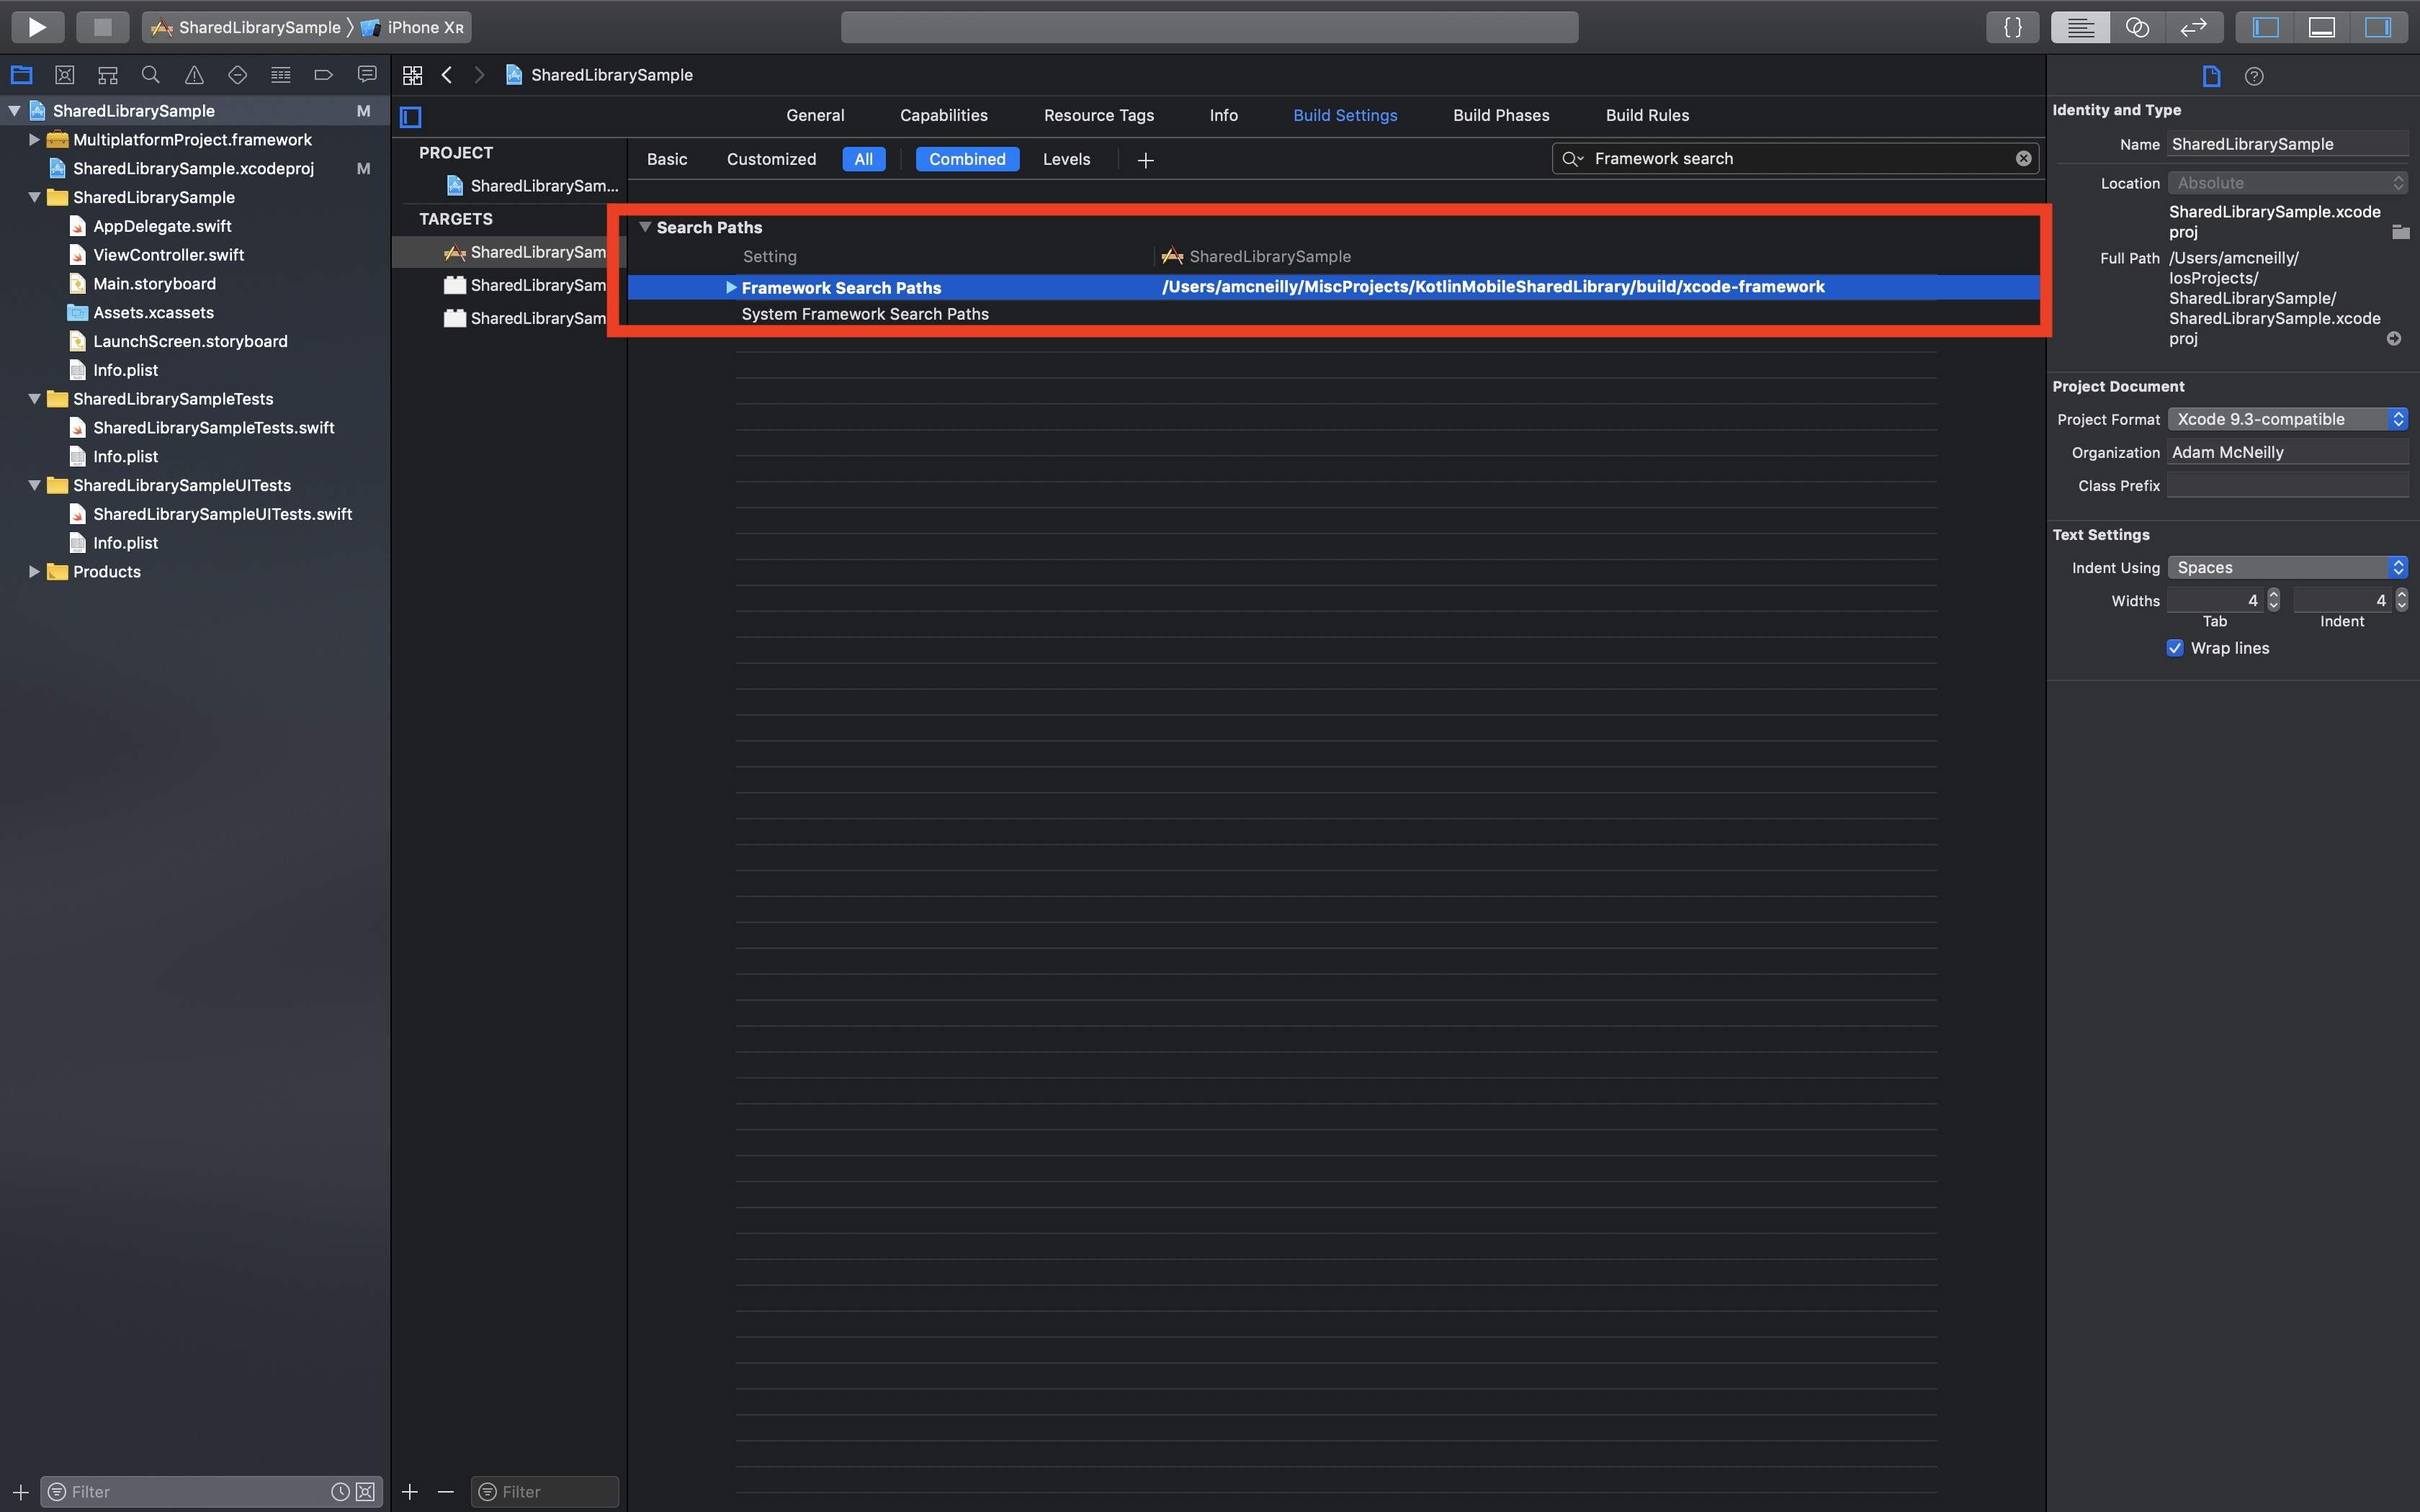 SharedLibrarySample iPhone XR
SharedLibrarySample
General Capabilities Resource Tags Info Build Settings Build Phases Build Rules
SharedLibrarySample M
MultiplatformProject.framework
SharedLibrarySample.xcodeproj M
SharedLibrarySample
AppDelegate.swift
ViewController.swift
Main.storyboard
Assets.xcassets
LaunchScreen.storyboard
Info.plist
SharedLibrarySampleTests
SharedLibrarySampleTests.swift
Info.plist
SharedLibrarySampleUITests
SharedLibrarySampleUITests.swift
Info.plist
Products
Filter
PROJECT
SharedLibrarySam...
TARGETS
SharedLibrarySam
SharedLibrarySam
SharedLibrarySam
Filter
Basic Customized All Combined Levels
Framework search
Search Paths
Setting SharedLibrarySample
Framework Search Paths /Users/amcneilly/MiscProjects/KotlinMobileSharedLibrary/build/xcode-framework
System Framework Search Paths
Identity and Type
Name SharedLibrarySample
Location Absolute
SharedLibrarySample.xcode
proj
Full Path /Users/amcneilly/
IosProjects/
SharedLibrarySample/
SharedLibrarySample.xcode
proj
Project Document
Project Format Xcode 9.3-compatible
Organization Adam McNeilly
Class Prefix
Text Settings
Indent Using Spaces
Widths 4 4
Tab Indent
Wrap lines